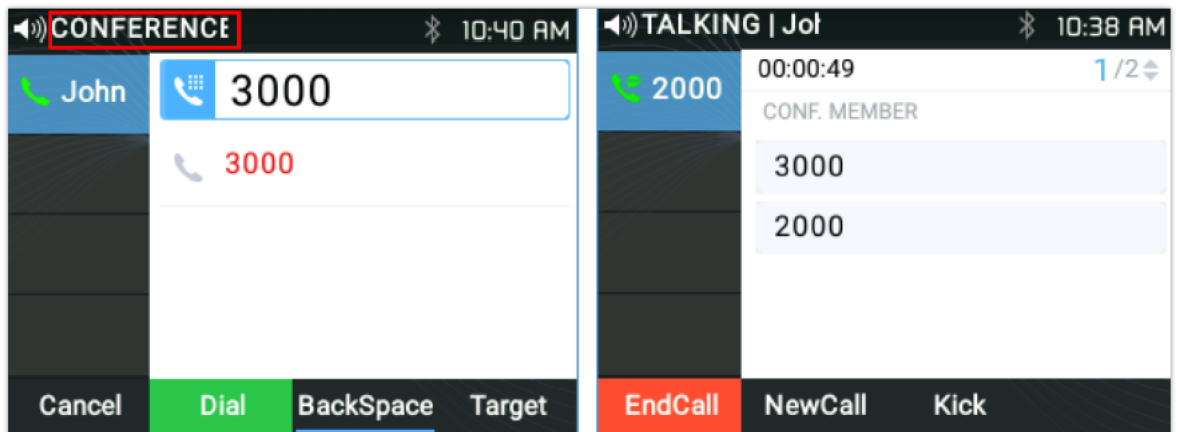 CONFERENCE
10:40 AM
John
3000
3000
Cancel Dial BackSpace Target
TALKING | Joh
10:38 AM
2000
00:00:49 1/2
CONF. MEMBER
3000
2000
EndCall NewCall Kick